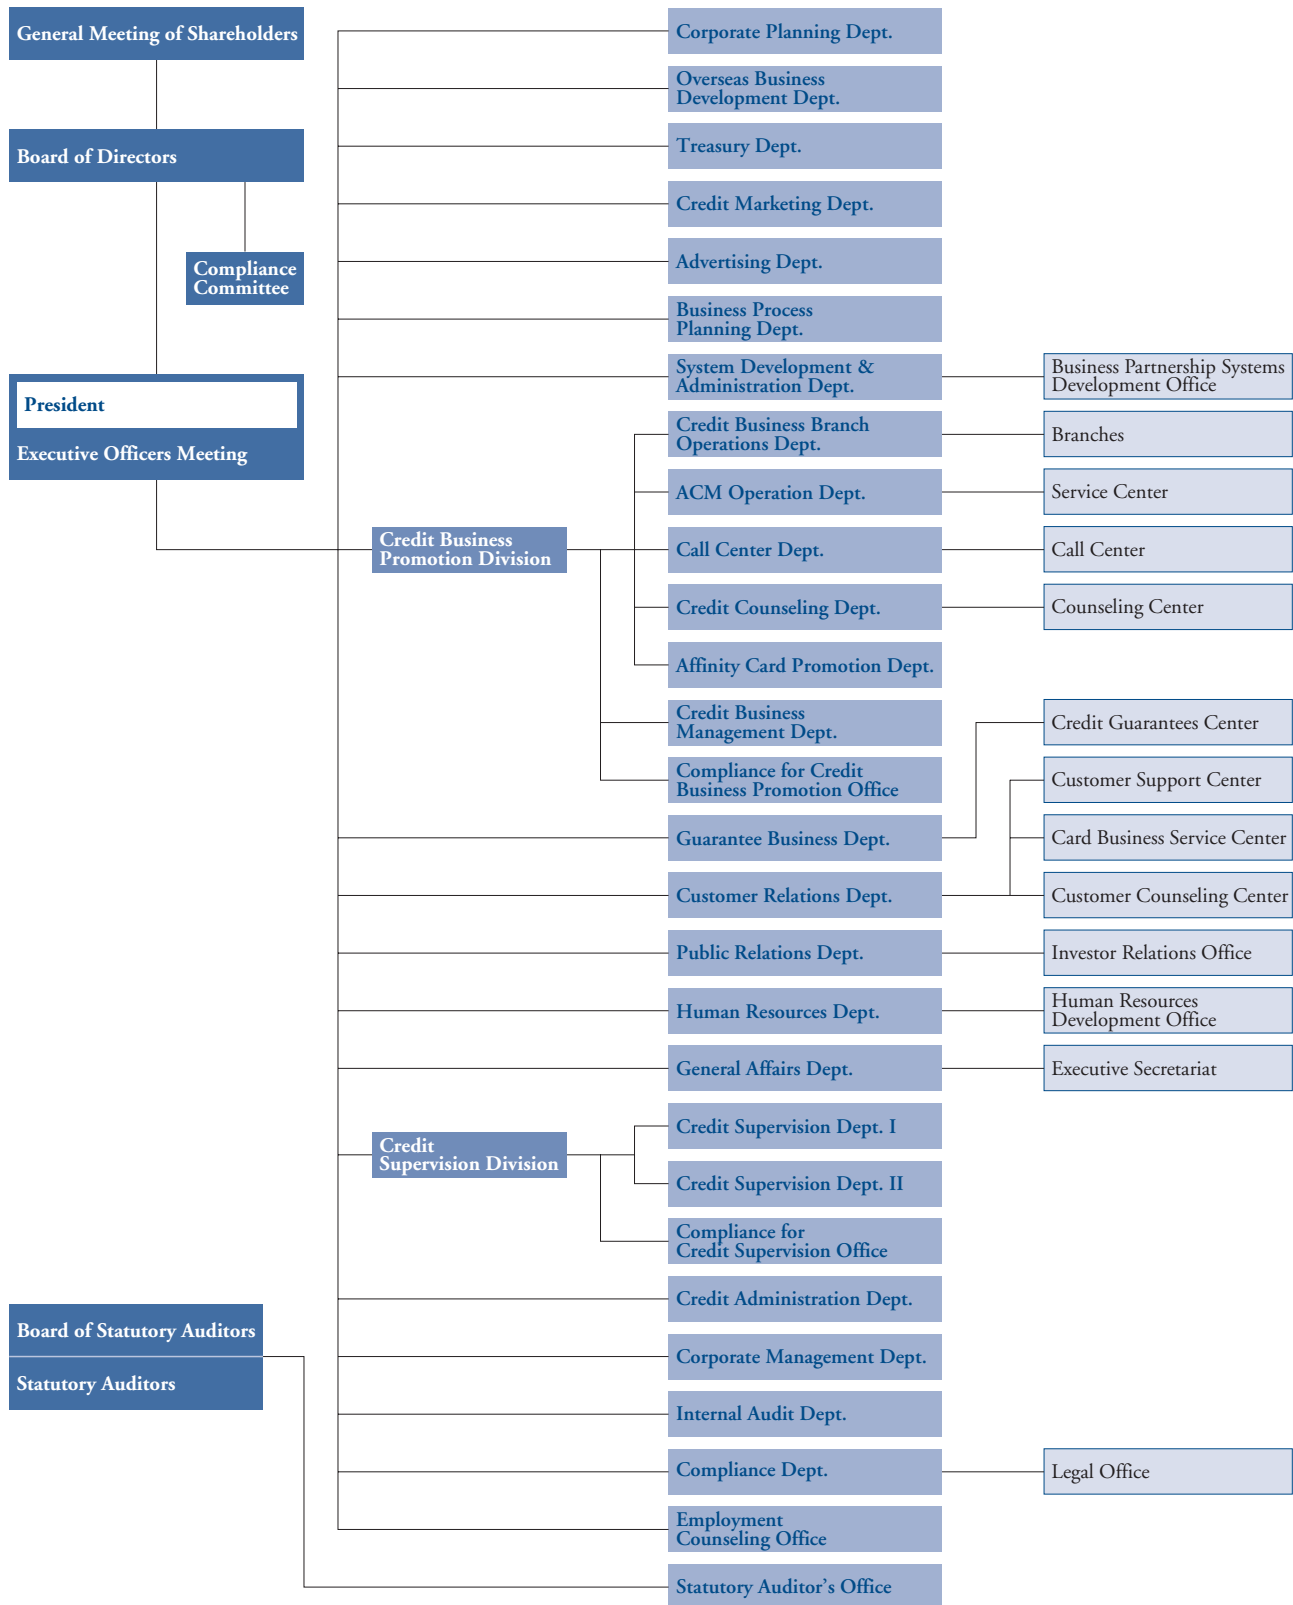 General Meeting of Shareholders
Board of Directors
Compliance
Committee
President
Executive Officers Meeting
Board of Statutory Auditors
Statutory Auditors
Credit Business
Promotion Division
Credit
Supervision Division
Corporate Planning Dept.
Overseas Business
Development Dept.
Treasury Dept.
Credit Marketing Dept.
Advertising Dept.
Business Process
Planning Dept.
System Development &
Administration Dept.
Credit Business Branch
Operations Dept.
ACM Operation Dept.
Call Center Dept.
Credit Counseling Dept.
Affinity Card Promotion Dept.
Credit Business
Management Dept.
Compliance for Credit
Business Promotion Office
Guarantee Business Dept.
Customer Relations Dept.
Public Relations Dept.
Human Resources Dept.
General Affairs Dept.
Credit Supervision Dept. I
Credit Supervision Dept. II
Compliance for
Credit Supervision Office
Credit Administration Dept.
Corporate Management Dept.
Internal Audit Dept.
Compliance Dept.
Employment
Counseling Office
Statutory Auditor's Office
Business Partnership Systems
Development Office
Branches
Service Center
Call Center
Counseling Center
Credit Guarantees Center
Customer Support Center
Card Business Service Center
Customer Counseling Center
Investor Relations Office
Human Resources
Development Office
Executive Secretariat
Legal Office